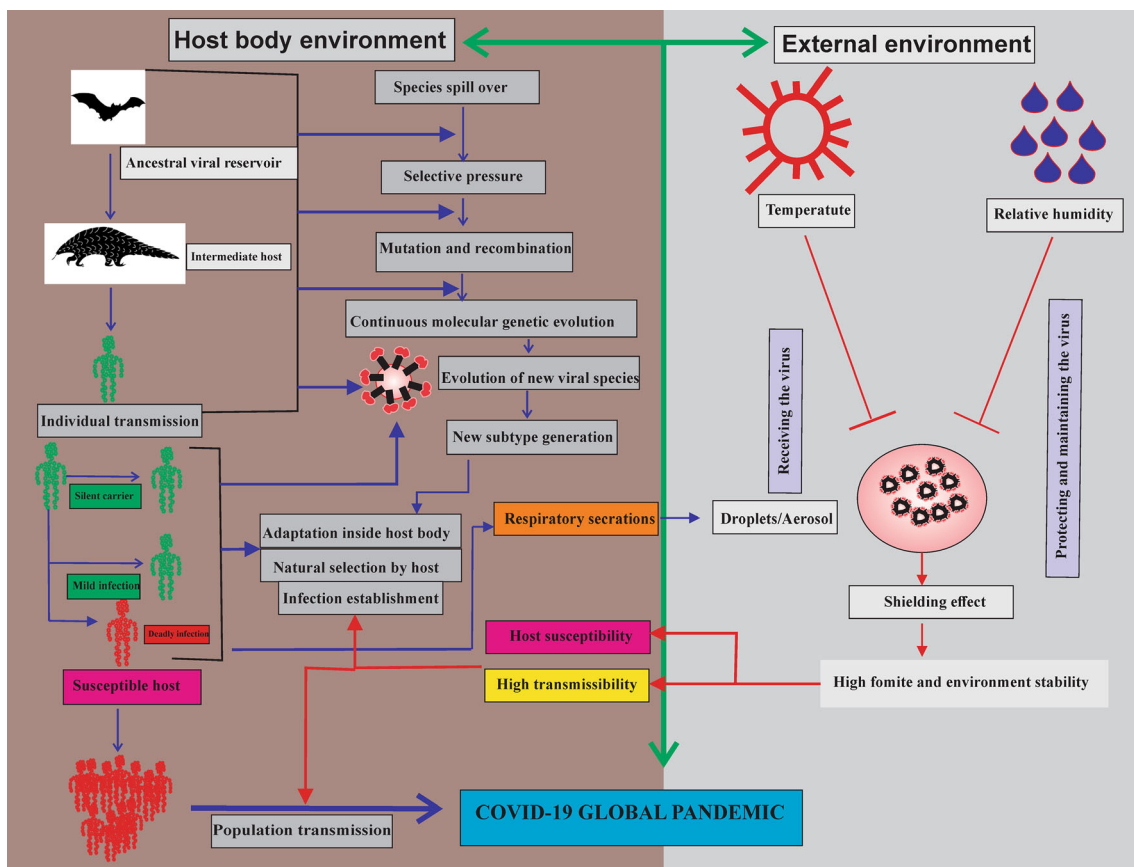 Host body environment
External environment
Species spill over
Ancestral viral reservoir
Selective pressure
Temperatute
Relative humidity
Mutation and recombination
Intermediate host
Continuous molecular genetic evolution
Evolution of new viral species
Individual transmission
New subtype generation
Receiving the virus
Protecting and maintaining the virus
Silent carrier
Respiratory secrations
Droplets/Aerosol
Adaptation inside host body
Natural selection by host
Mild infection
Infection establishment
Shielding effect
Deadly infection
Host susceptibility
Susceptible host
High transmissibility
High fomite and environment stability
COVID-19 GLOBAL PANDEMIC
Population transmission